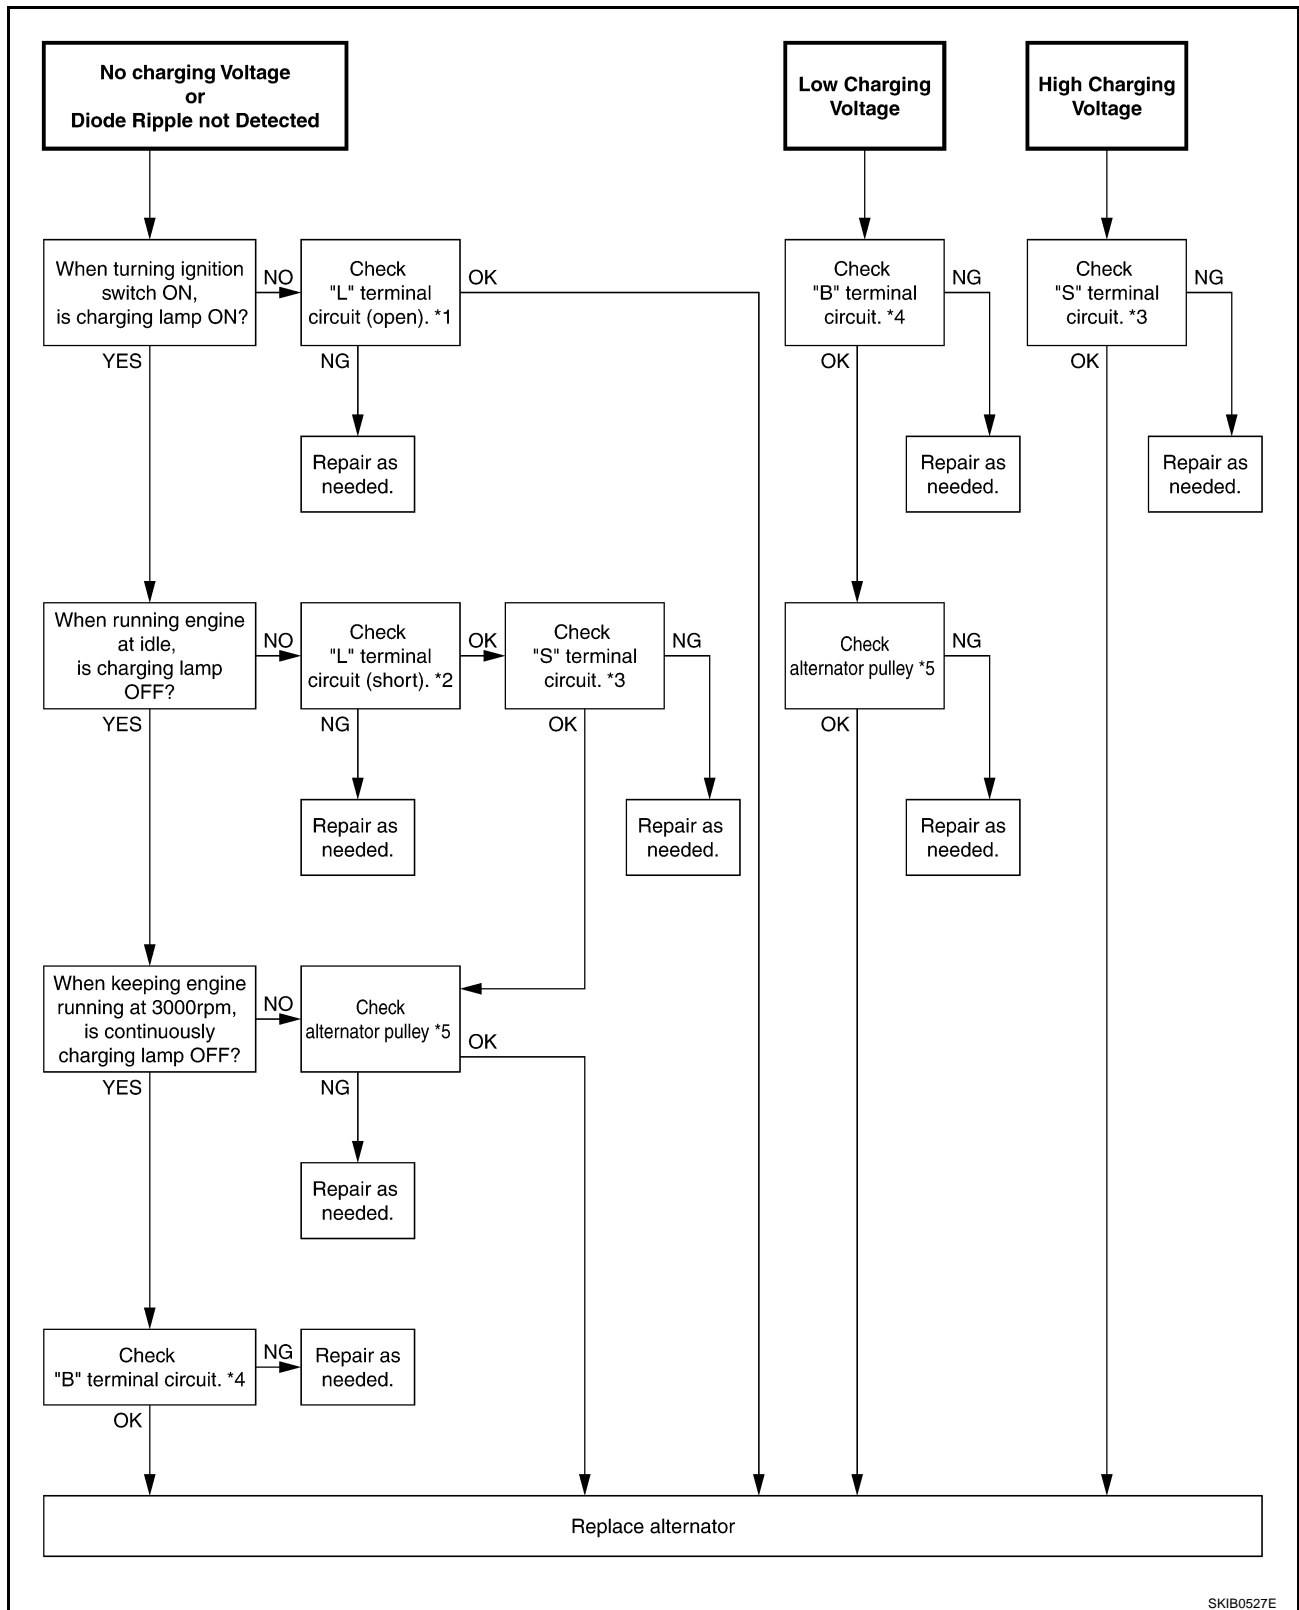 No charging Voltage
or
Diode Ripple not Detected
Low Charging
Voltage
High Charging
Voltage
When turning ignition
switch ON,
is charging lamp ON?
NO
YES
Check
"L" terminal
circuit (open). *1
OK
NG
Repair as
needed.
Check
"B" terminal
circuit. *4
NG
OK
Repair as
needed.
Check
"S" terminal
circuit. *3
NG
OK
Repair as
needed.
When running engine
at idle,
is charging lamp
OFF?
NO
YES
Check
"L" terminal
circuit (short). *2
OK
NG
Repair as
needed.
Check
"S" terminal
circuit. *3
NG
OK
Repair as
needed.
Check
alternator pulley *5
NG
OK
Repair as
needed.
When keeping engine
running at 3000rpm,
is continuously
charging lamp OFF?
NO
YES
Check
alternator pulley *5
OK
NG
Repair as
needed.
Check
"B" terminal circuit. *4
NG
OK
Repair as
needed.
Replace alternator
SKIB0527E